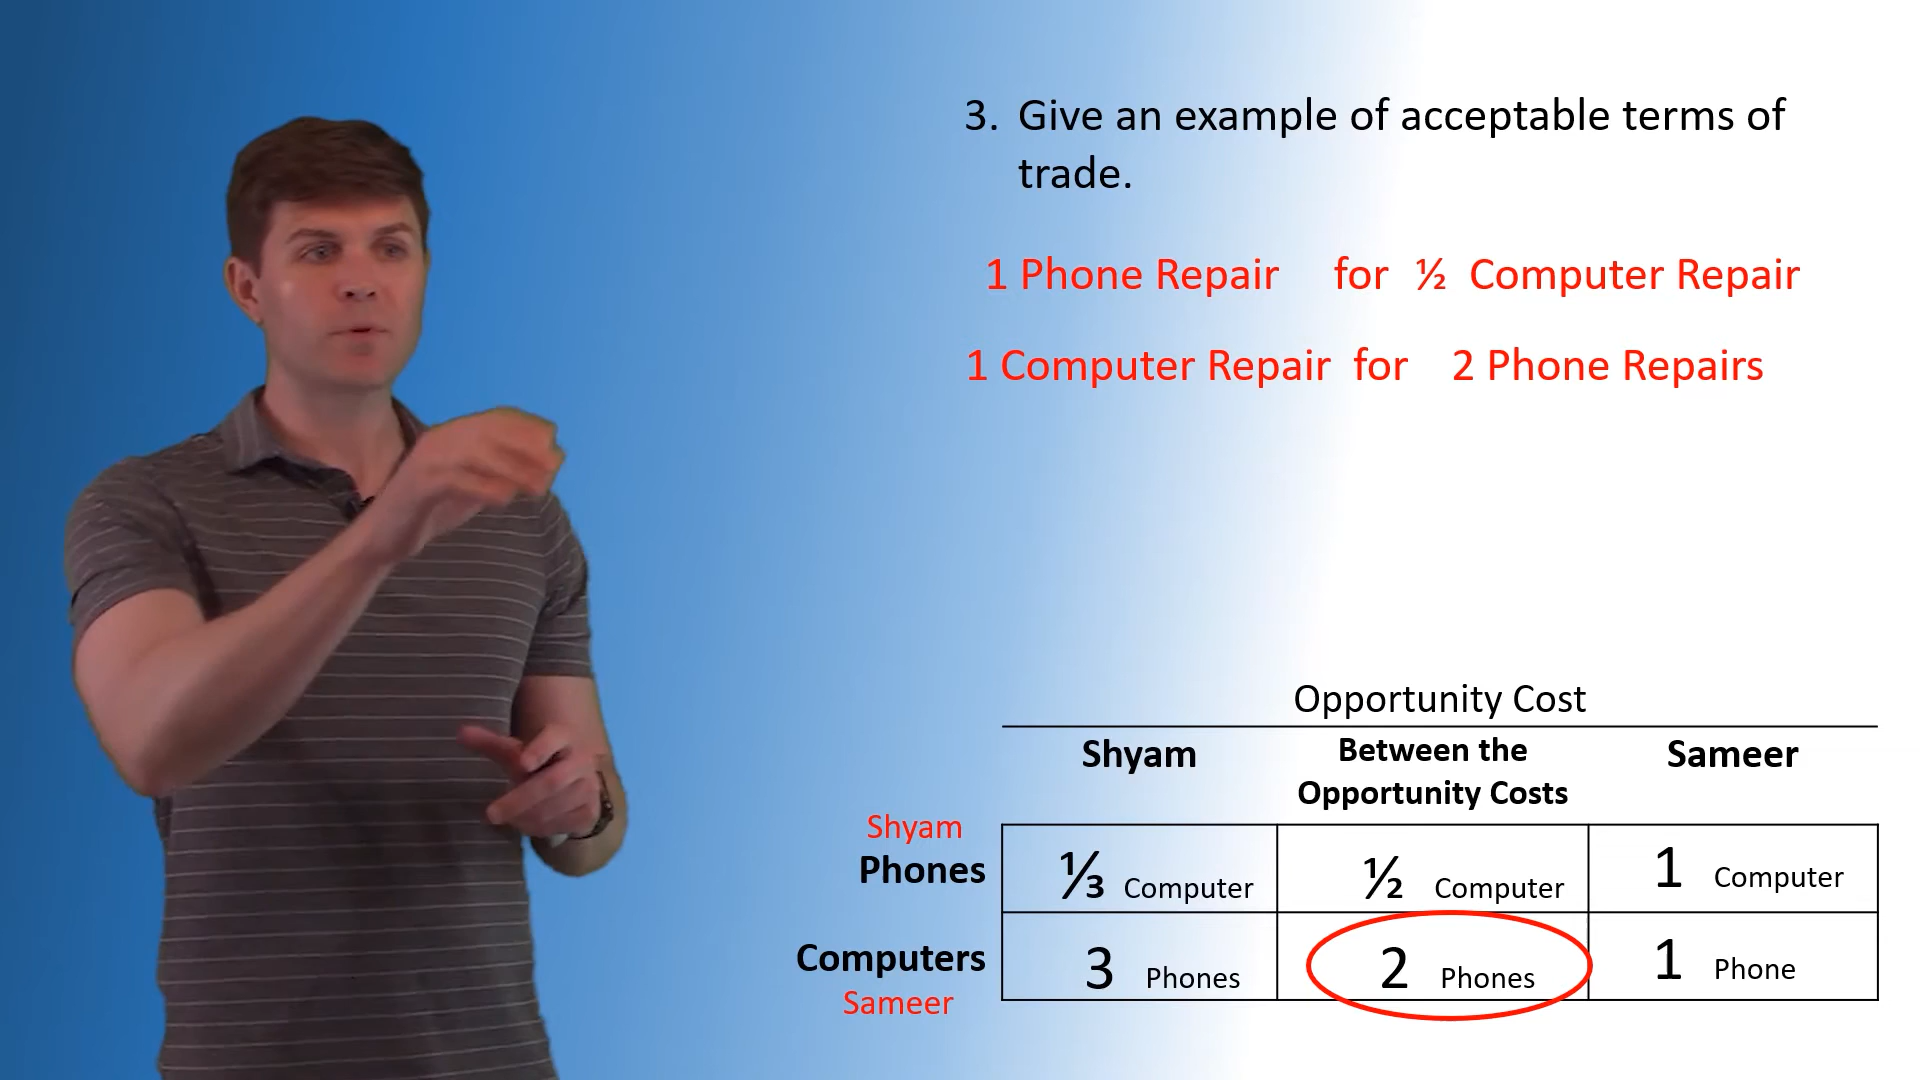 3. Give an example of acceptable terms of
trade.
1 Phone Repair for ½ Computer Repair
1 Computer Repair for 2 Phone Repairs
Opportunity Cost
Shyam Between the Opportunity Costs Sameer
Shyam
Phones ⅓ Computer ½ Computer 1 Computer
Computers 3 Phones 2 Phones 1 Phone
Sameer